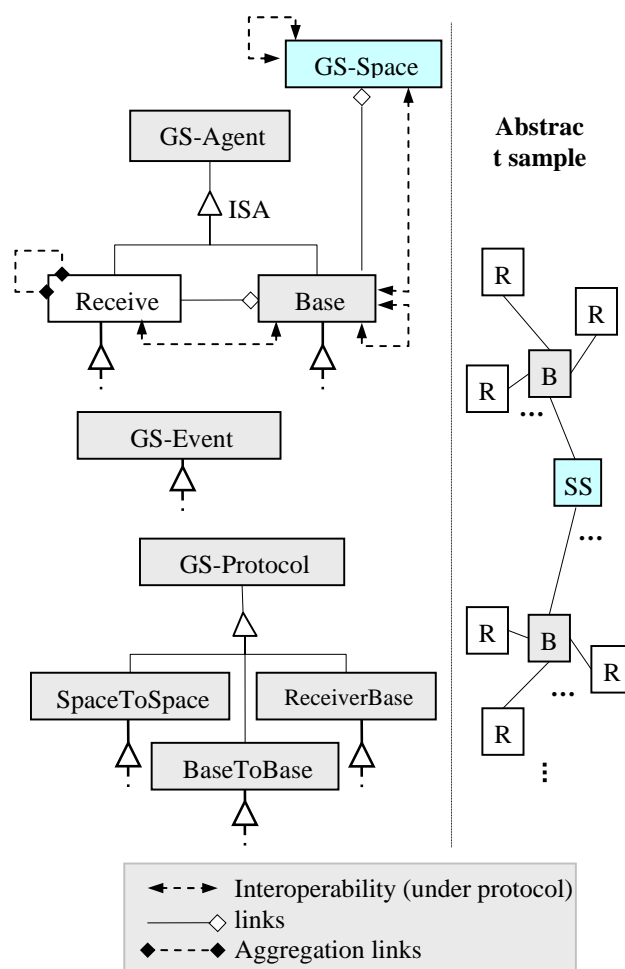 GS-Space
GS-Agent
Abstrac
t sample
ISA
Receive
Base
R
R
B
R
...
GS-Event
SS
...
GS-Protocol
R
B
R
SpaceToSpace
ReceiverBase
...
R
BaseToBase
...
Interoperability (under protocol)
links
Aggregation links